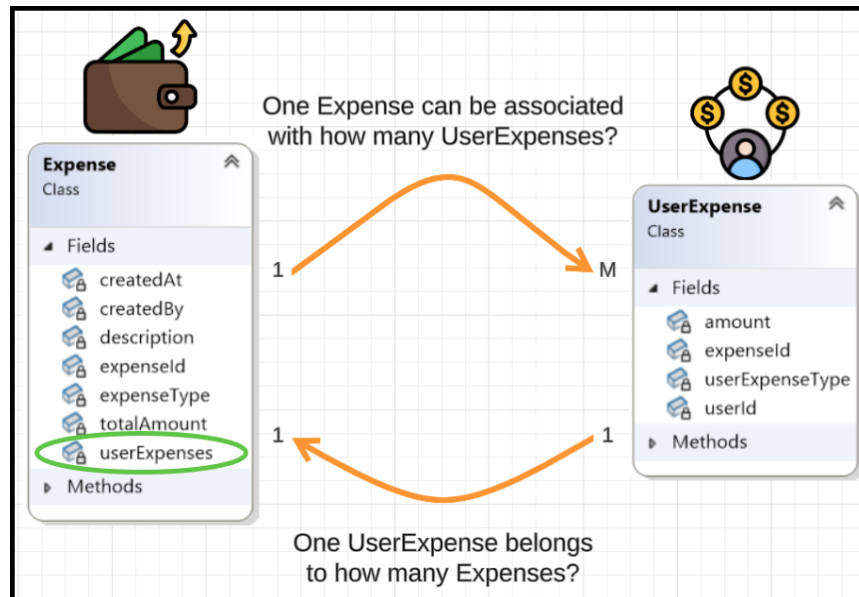 One Expense can be associated
with how many UserExpenses?
Expense
Class
Fields
createdAt
createdBy
description
expenseId
expenseType
totalAmount
userExpenses
Methods
1
M
1
1
UserExpense
Class
Fields
amount
expenseId
userExpenseType
userId
Methods
One UserExpense belongs
to how many Expenses?
$
$
$